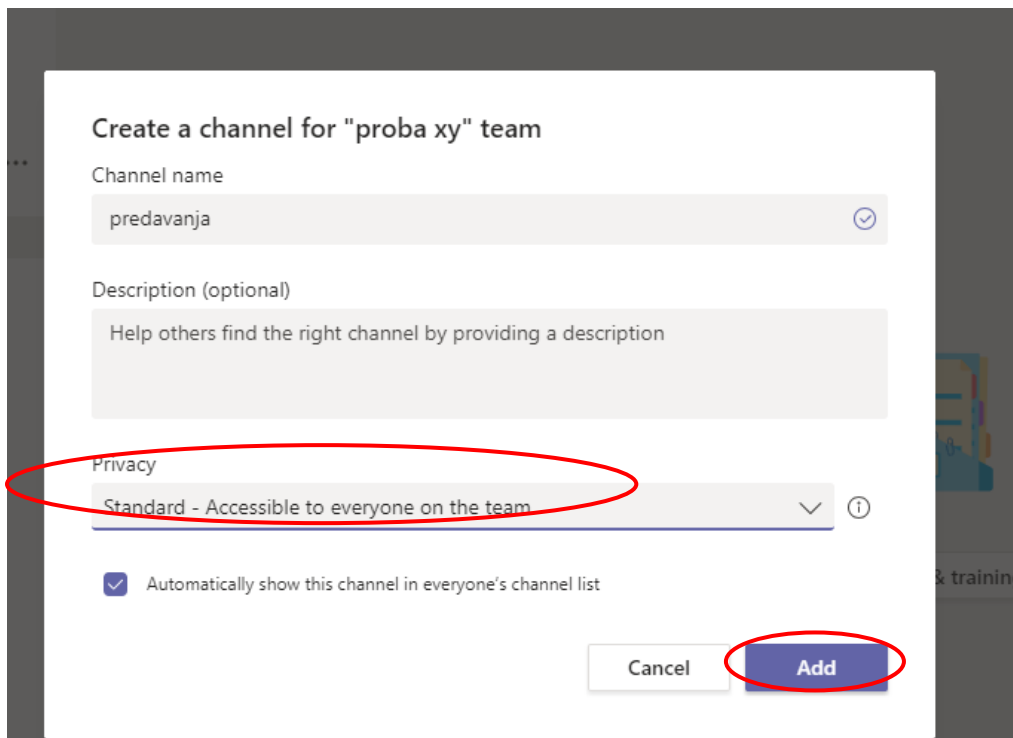 Create a channel for "proba xy" team
...
Channel name
predavanja
Description (optional)
Help others find the right channel by providing a description
Privacy
Standard - Accessible to everyone on the team
Automatically show this channel in everyone's channel list
& trainin
Cancel
Add